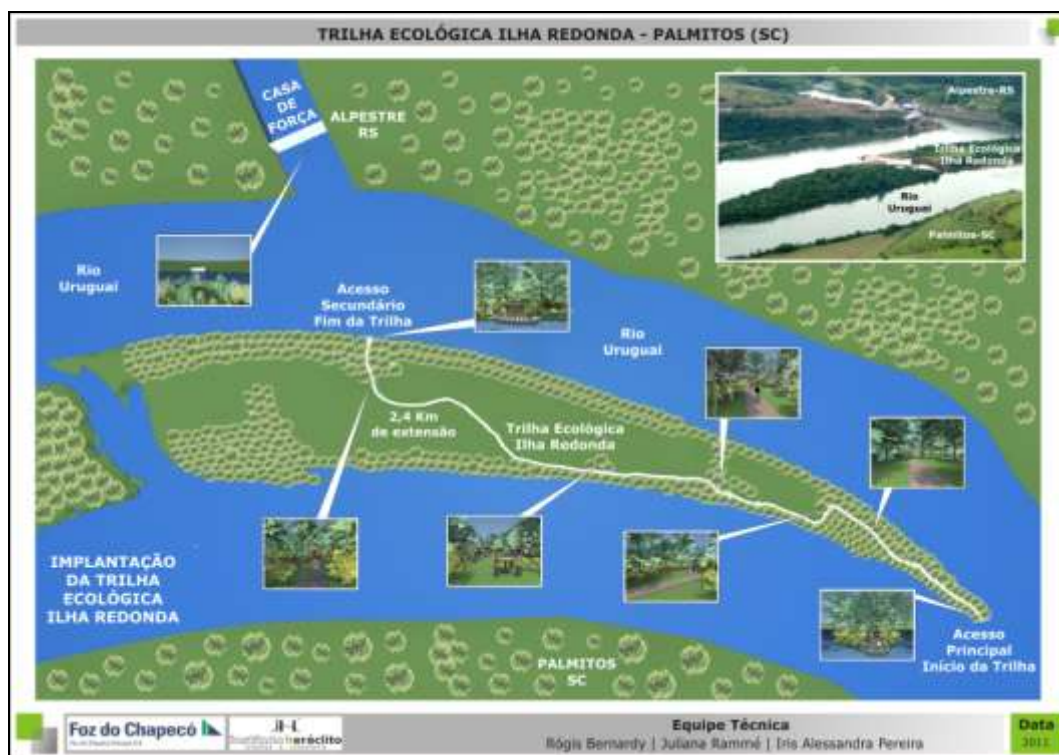 TRILHA ECOLÓGICA ILHA REDONDA - PALMITOS (SC)
CASA
DE
FORÇA
ALPESTRE
RS
Alpestre-RS
Trilha Ecológica
Ilha Redonda
Rio
Uruguai
Palmitos-SC
Rio
Uruguai
Acesso
Secundário
Fim da Trilha
Rio
Uruguai
2,4 Km
de extensão
Trilha Ecológica
Ilha Redonda
IMPLANTAÇÃO
DA TRILHA
ECOLÓGICA
ILHA REDONDA
PALMITOS
SC
Acesso
Principal
Início da Trilha
Foz do Chapecó
heráclito
Equipe Técnica
Rógis Bernardy | Juliane Rammé | Iris Alessandra Pereira
Data